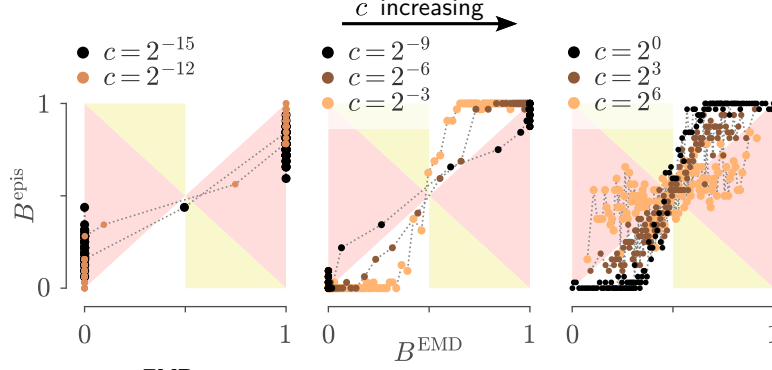 c increasing
c = 2^{-15}
c = 2^{-12}
c = 2^{-9}
c = 2^{-6}
c = 2^{-3}
c = 2^{0}
c = 2^{3}
c = 2^{6}
1
0
B^{epis}
0 1
0 1
0 1
B^{EMD}